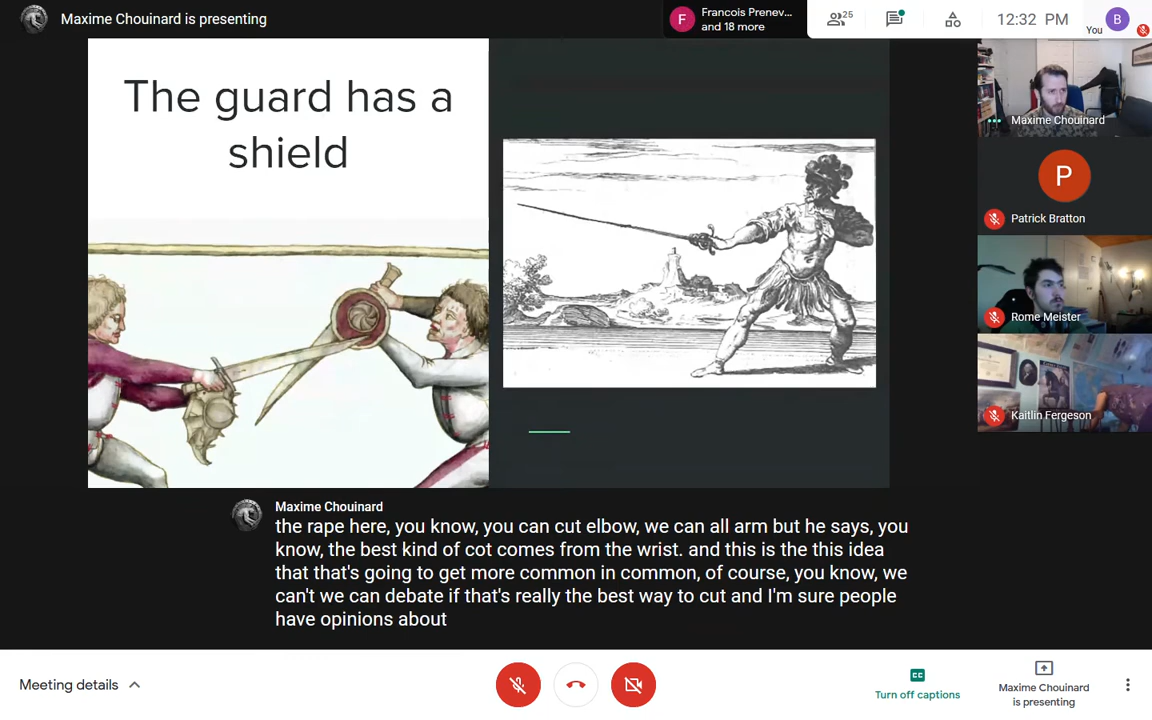 Maxime Chouinard is presenting
F
Francois Prenev...
and 18 more
25
12:32 PM
You
B
The guard has a
shield
Maxime Chouinard
P
Patrick Bratton
Rome Meister
Kaitlin Fergeson
Maxime Chouinard
the rape here, you know, you can cut elbow, we can all arm but he says, you
know, the best kind of cot comes from the wrist. and this is the this idea
that that's going to get more common in common, of course, you know, we
can't we can debate if that's really the best way to cut and I'm sure people
have opinions about
Meeting details
CC
Turn off captions
Maxime Chouinard
is presenting